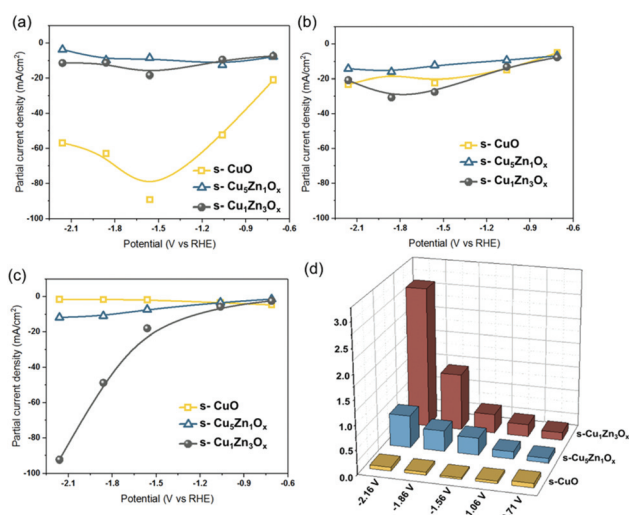 (a)
0
-20
-40
-60
-80
-100
Partial current density (mA/cm²)
s- CuO
s- Cu₅Zn₁Oₓ
s- Cu₁Zn₃Oₓ
-2.1 -1.8 -1.5 -1.2 -0.9 -0.6
Potential (V vs RHE)
(b)
0
-20
-40
-60
-80
-100
Partial current density (mA/cm²)
s- CuO
s- Cu₅Zn₁Oₓ
s- Cu₁Zn₃Oₓ
-2.1 -1.8 -1.5 -1.2 -0.9 -0.6
Potential (V vs RHE)
(c)
0
-20
-40
-60
-80
-100
Partial current density (mA/cm²)
s- CuO
s- Cu₅Zn₁Oₓ
s- Cu₁Zn₃Oₓ
-2.1 -1.8 -1.5 -1.2 -0.9 -0.6
Potential (V vs RHE)
(d)
3.0
2.5
2.0
1.5
1.0
0.5
0.0
s-Cu₁Zn₃Oₓ
s-Cu₅Zn₁Oₓ
s-CuO
-2.16 V
-1.86 V
-1.56 V
1.06 V
.71 V